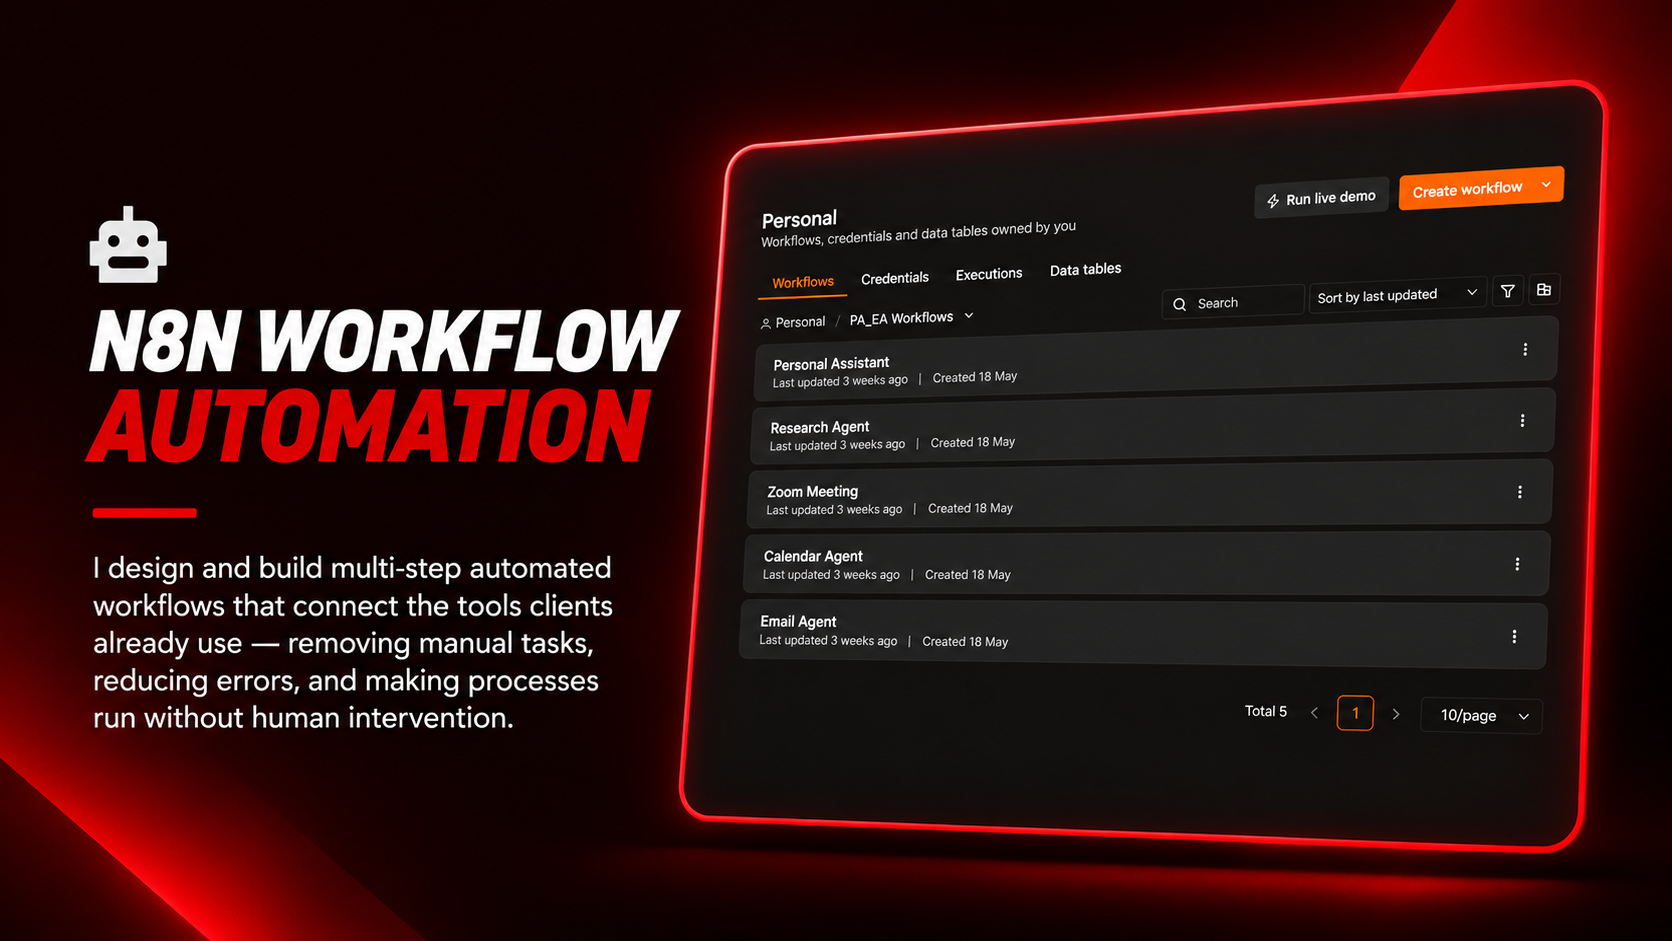 N8N WORKFLOW
AUTOMATION
I design and build multi-step automated
workflows that connect the tools clients
already use — removing manual tasks,
reducing errors, and making processes
run without human intervention.
Personal
Workflows, credentials and data tables owned by you
Run live demo
Create workflow
Workflows
Credentials
Executions
Data tables
Personal / PA_EA Workflows
Search
Sort by last updated
Personal Assistant
Last updated 3 weeks ago | Created 18 May
Research Agent
Last updated 3 weeks ago | Created 18 May
Zoom Meeting
Last updated 3 weeks ago | Created 18 May
Calendar Agent
Last updated 3 weeks ago | Created 18 May
Email Agent
Last updated 3 weeks ago | Created 18 May
Total 5
1
10/page